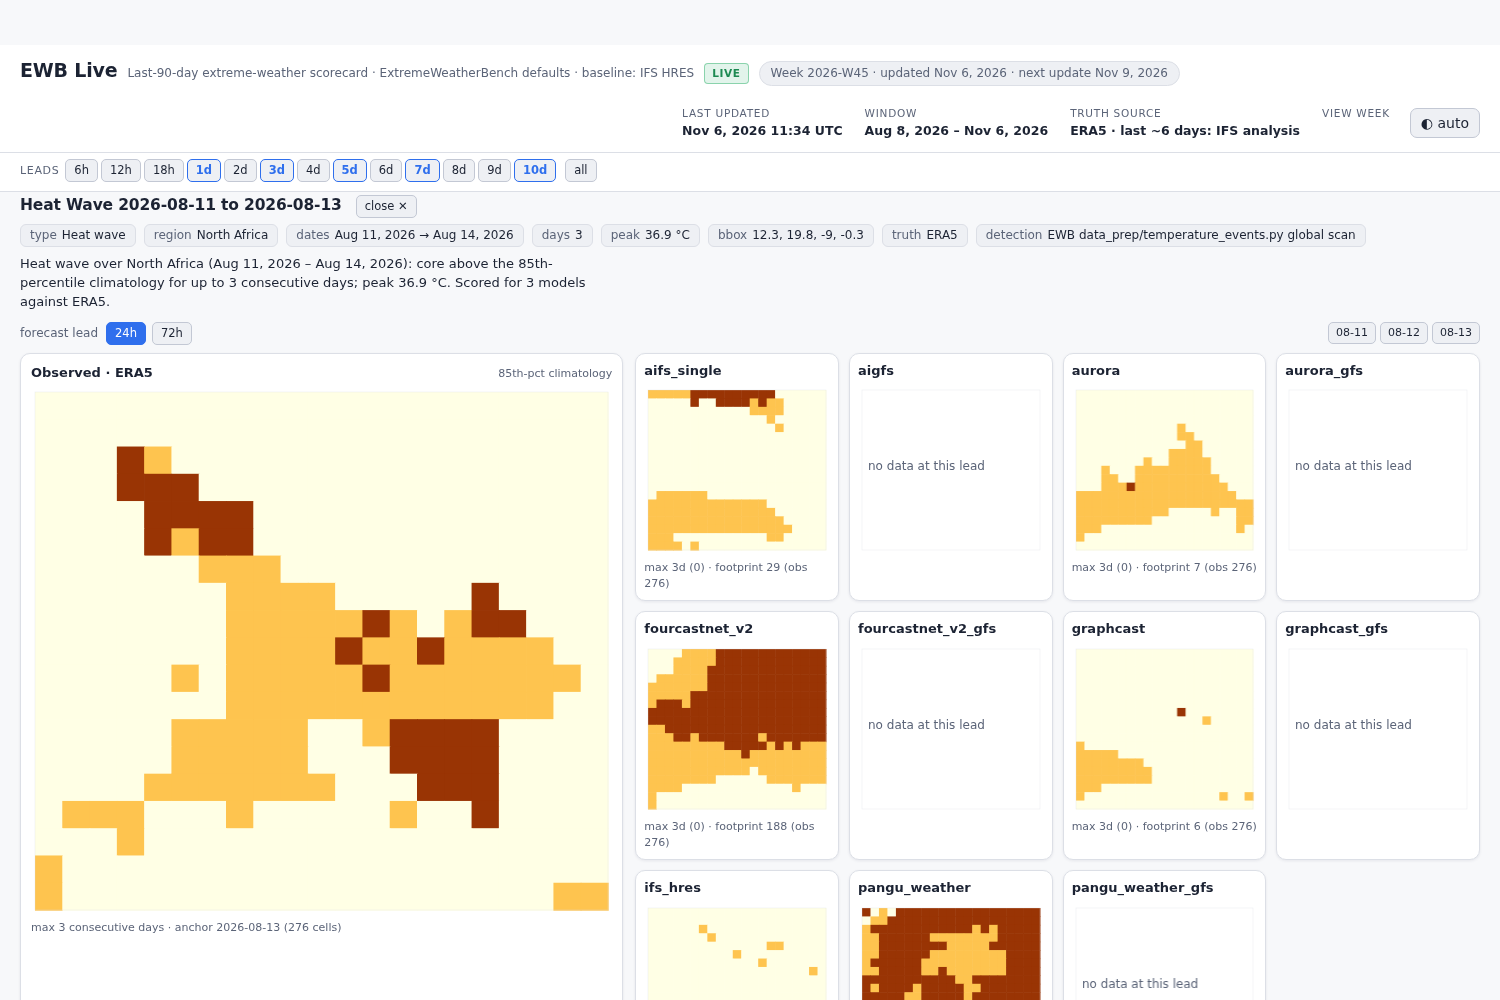 EWB Live Last-90-day extreme-weather scorecard · ExtremeWeatherBench defaults · baseline: IFS HRES LIVE Week 2026-W45 · updated Nov 6, 2026 · next update Nov 9, 2026
LAST UPDATED WINDOW TRUTH SOURCE VIEW WEEK
Nov 6, 2026 11:34 UTC Aug 8, 2026 – Nov 6, 2026 ERA5 · last ~6 days: IFS analysis ◐ auto
LEADS 6h 12h 18h 1d 2d 3d 4d 5d 6d 7d 8d 9d 10d all
Heat Wave 2026-08-11 to 2026-08-13 close ✕
type Heat wave region North Africa dates Aug 11, 2026 → Aug 14, 2026 days 3 peak 36.9 °C bbox 12.3, 19.8, -9, -0.3 truth ERA5 detection EWB data_prep/temperature_events.py global scan
Heat wave over North Africa (Aug 11, 2026 – Aug 14, 2026): core above the 85th-
percentile climatology for up to 3 consecutive days; peak 36.9 °C. Scored for 3 models
against ERA5.
forecast lead 24h 72h 08-11 08-12 08-13
Observed · ERA5 85th-pct climatology
max 3 consecutive days · anchor 2026-08-13 (276 cells)
aifs_single
max 3d (0) · footprint 29 (obs
276)
aigfs
no data at this lead
aurora
max 3d (0) · footprint 7 (obs 276)
aurora_gfs
no data at this lead
fourcastnet_v2
max 3d (0) · footprint 188 (obs
276)
fourcastnet_v2_gfs
no data at this lead
graphcast
max 3d (0) · footprint 6 (obs 276)
graphcast_gfs
no data at this lead
ifs_hres
pangu_weather
pangu_weather_gfs
no data at this lead